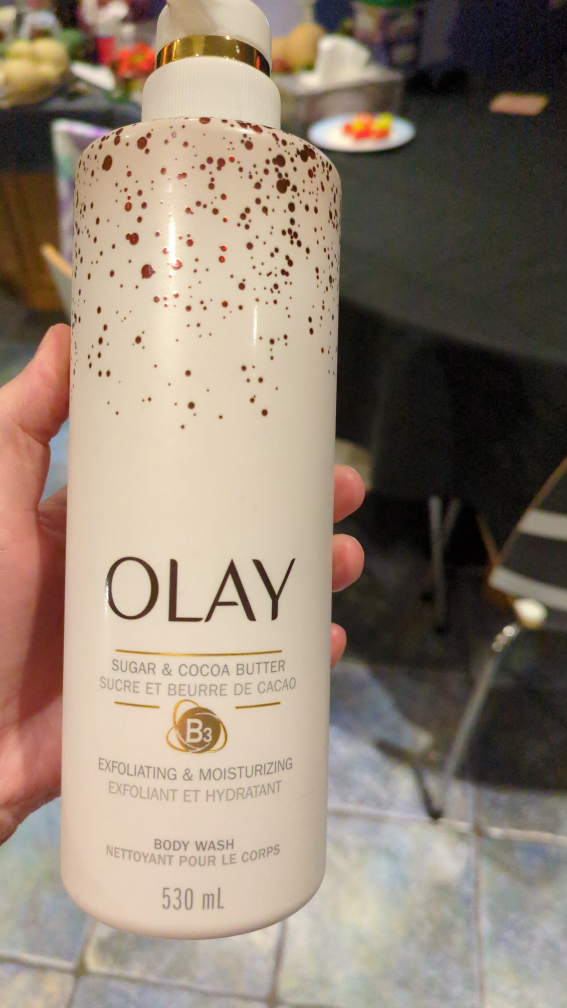 OLAY
SUGAR & COCOA BUTTER
SUCRE ET BEURRE DE CACAO
B3
EXFOLIATING & MOISTURIZING
EXFOLIANT ET HYDRATANT
BODY WASH
NETTOYANT POUR LE CORPS
530 mL